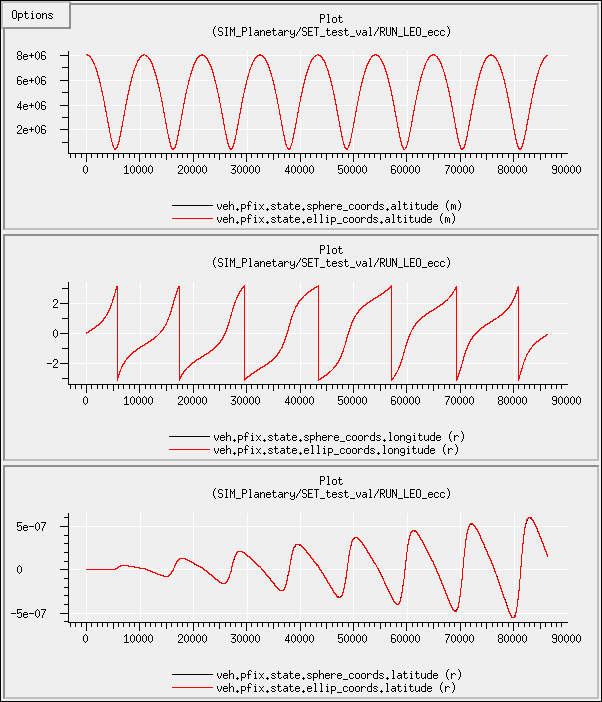 Options
Plot
(SIM_Planetary/SET_test_val/RUN_LEO_ecc)
8e+06
6e+06
4e+06
2e+06
0 10000 20000 30000 40000 50000 60000 70000 80000 90000
veh.pfix.state.sphere_coords.altitude (m)
veh.pfix.state.ellip_coords.altitude (m)
Plot
(SIM_Planetary/SET_test_val/RUN_LEO_ecc)
2
0
-2
0 10000 20000 30000 40000 50000 60000 70000 80000 90000
veh.pfix.state.sphere_coords.longitude (r)
veh.pfix.state.ellip_coords.longitude (r)
Plot
(SIM_Planetary/SET_test_val/RUN_LEO_ecc)
5e-07
0
-5e-07
0 10000 20000 30000 40000 50000 60000 70000 80000 90000
veh.pfix.state.sphere_coords.latitude (r)
veh.pfix.state.ellip_coords.latitude (r)